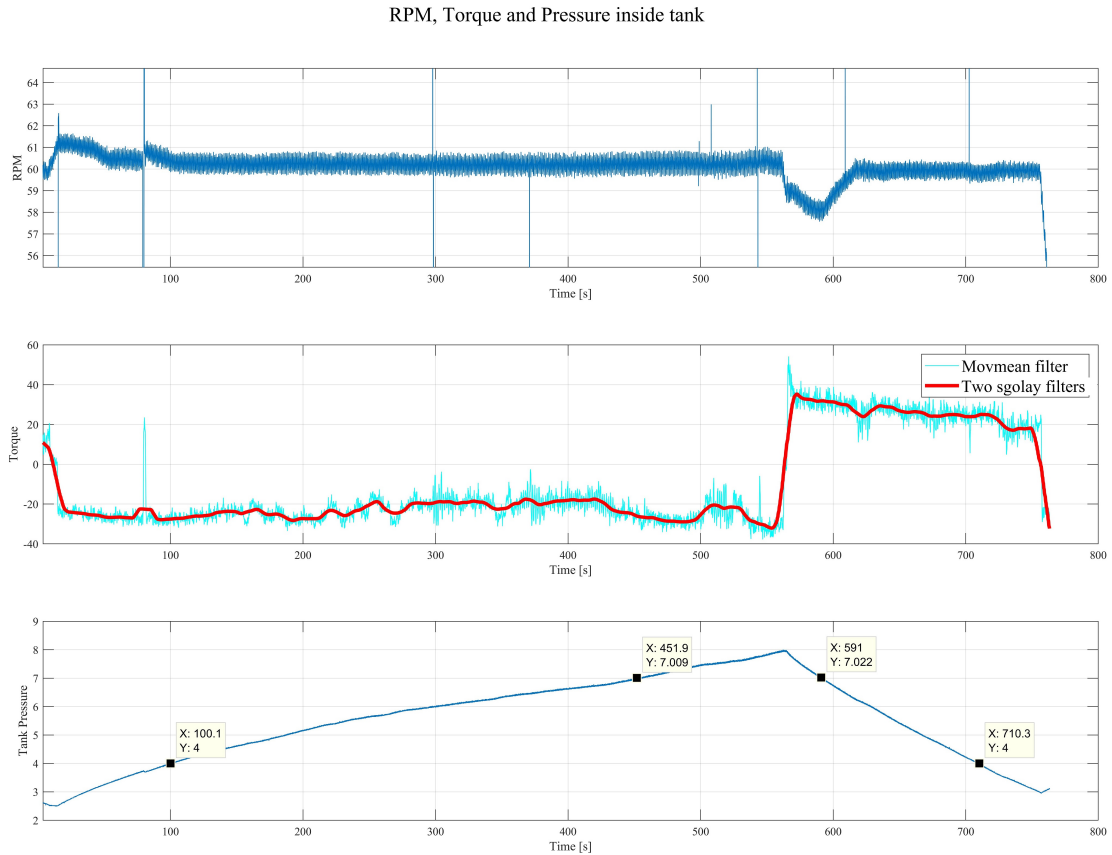 RPM, Torque and Pressure inside tank
64
63
62
61
60
59
58
57
56
RPM
100 200 300 400 500 600 700 800
Time [s]
60
40
20
0
-20
-40
Torque
Movmean filter
Two sgolay filters
100 200 300 400 500 600 700 800
Time [s]
9
8
7
6
5
4
3
2
Tank Pressure
X: 100.1
Y: 4
X: 451.9
Y: 7.009
X: 591
Y: 7.022
X: 710.3
Y: 4
100 200 300 400 500 600 700 800
Time [s]